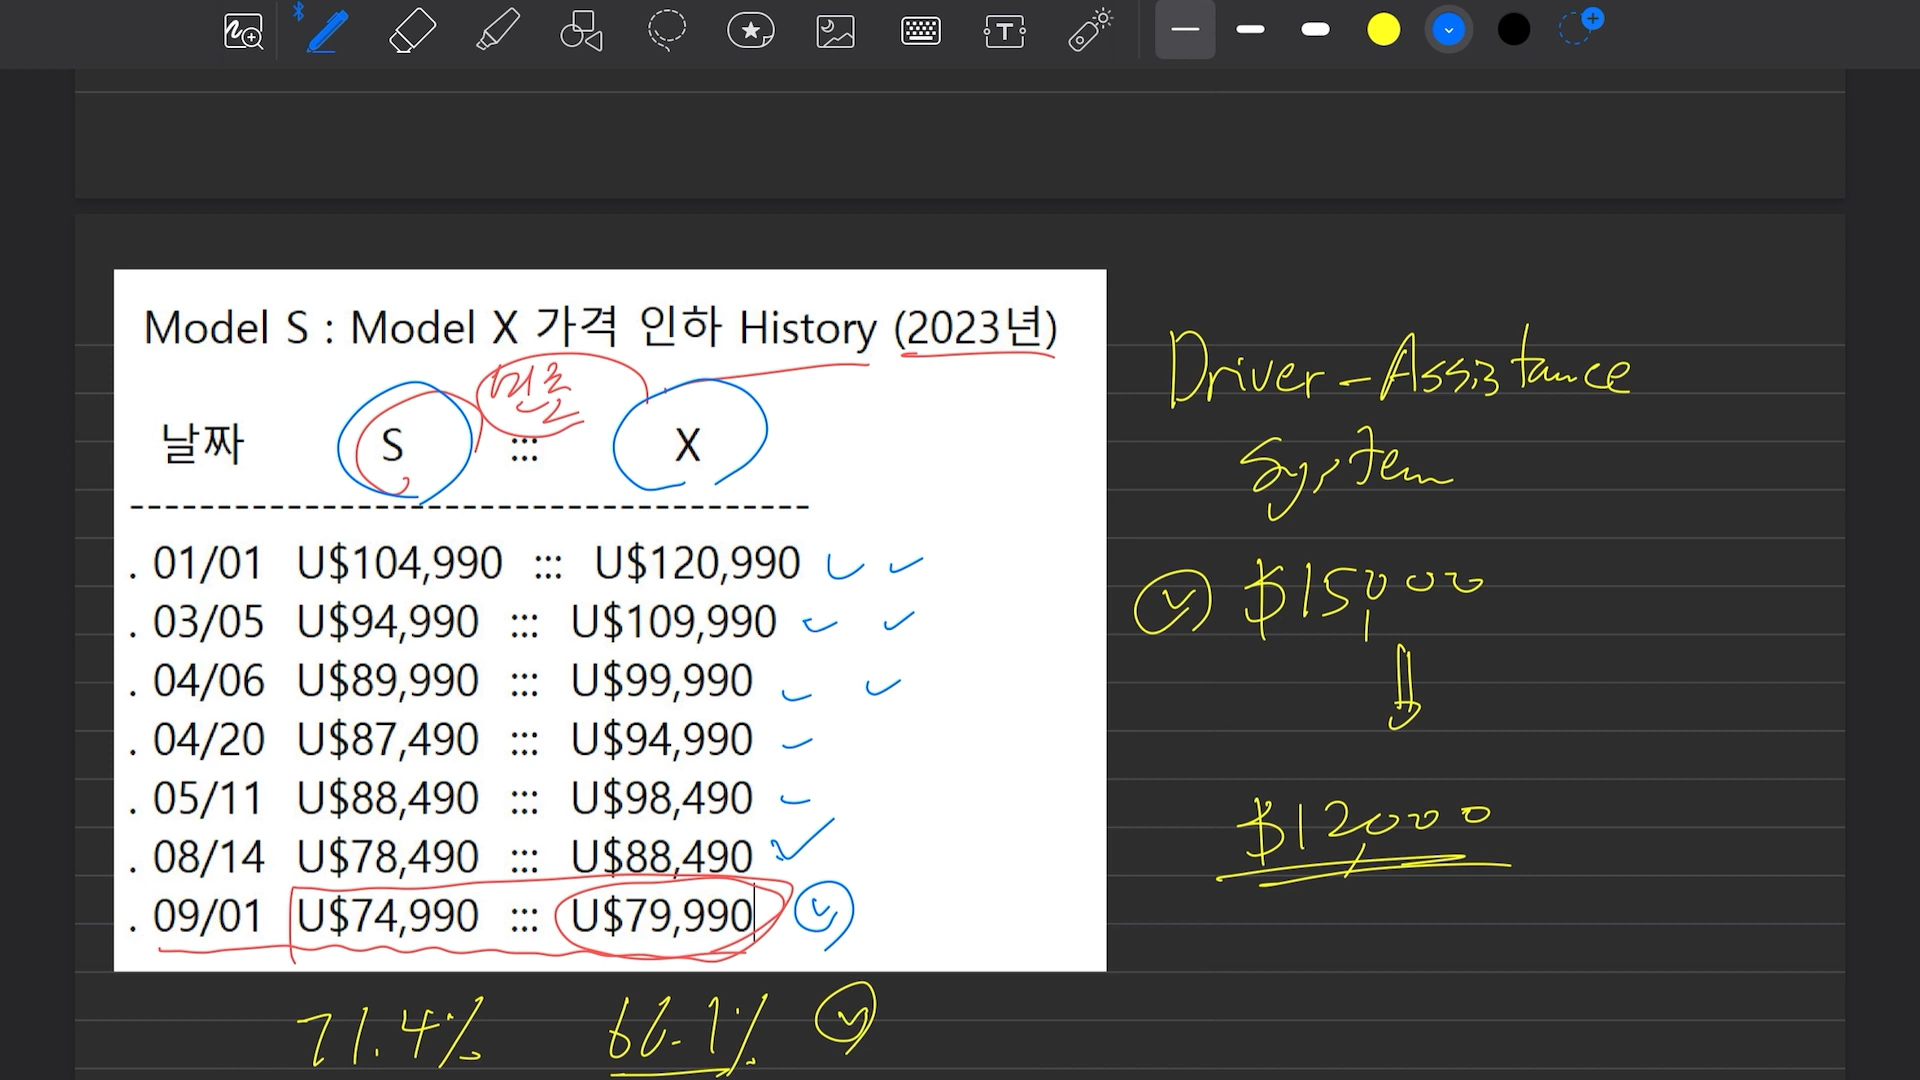 Model S : Model X 가격 인하 History (2023년)
날짜 S ::: X
---------------------------------------
. 01/01 U$104,990 ::: U$120,990
. 03/05 U$94,990 ::: U$109,990
. 04/06 U$89,990 ::: U$99,990
. 04/20 U$87,490 ::: U$94,990
. 05/11 U$88,490 ::: U$98,490
. 08/14 U$78,490 ::: U$88,490
. 09/01 U$74,990 ::: U$79,990
71.4% 66.1%
Driver-Assistance
System
$15,000
$12,000